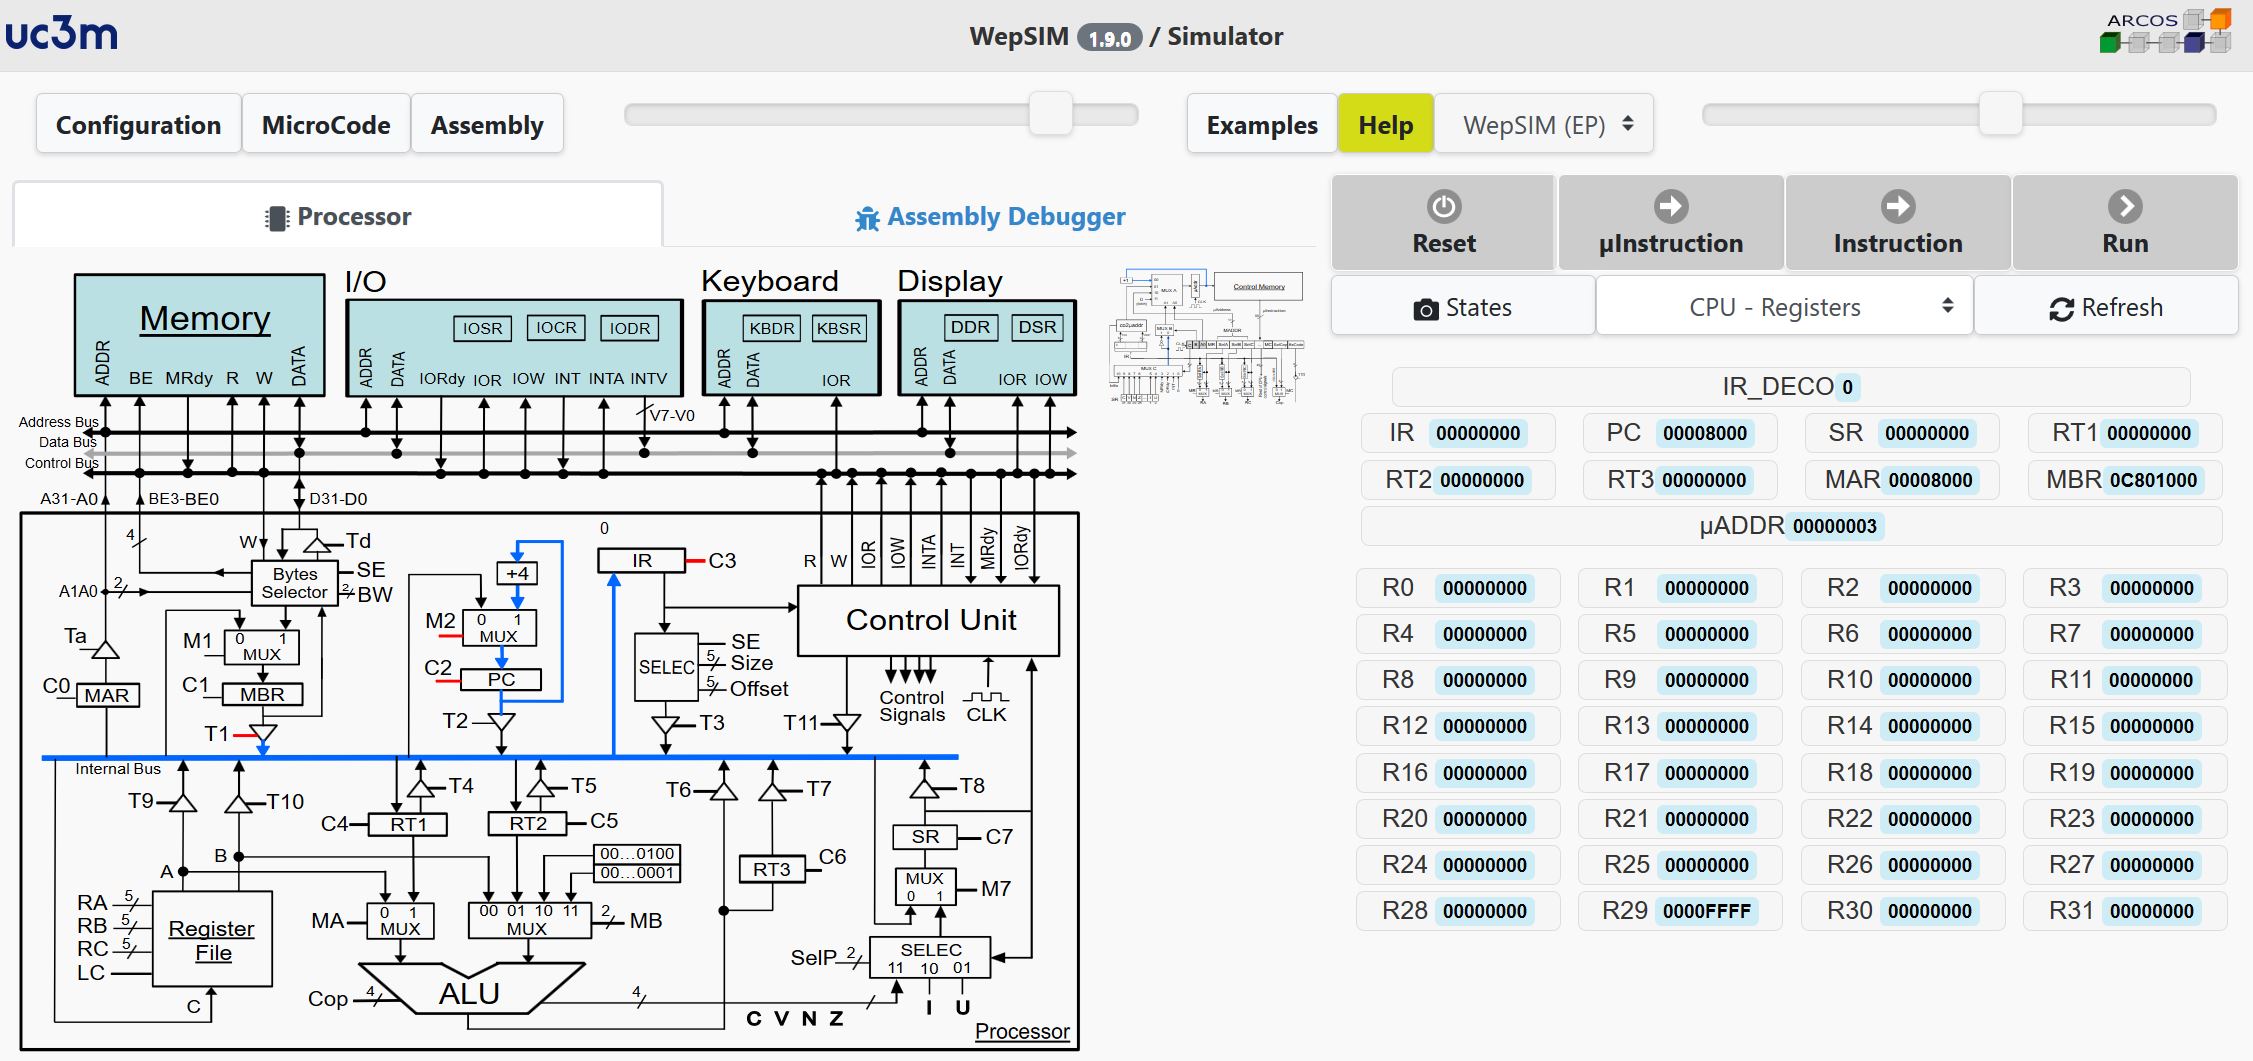 uc3m
WepSIM 1.9.0 / Simulator
ARCOS
Configuration MicroCode Assembly
Examples Help WepSIM (EP)
Processor
Assembly Debugger
Reset µInstruction Instruction Run
States CPU - Registers Refresh
IR_DECO 0
IR 00000000 PC 00008000 SR 00000000 RT1 00000000
RT2 00000000 RT3 00000000 MAR 00008000 MBR 0C801000
µADDR 00000003
R0 00000000 R1 00000000 R2 00000000 R3 00000000
R4 00000000 R5 00000000 R6 00000000 R7 00000000
R8 00000000 R9 00000000 R10 00000000 R11 00000000
R12 00000000 R13 00000000 R14 00000000 R15 00000000
R16 00000000 R17 00000000 R18 00000000 R19 00000000
R20 00000000 R21 00000000 R22 00000000 R23 00000000
R24 00000000 R25 00000000 R26 00000000 R27 00000000
R28 00000000 R29 0000FFFF R30 00000000 R31 00000000
I/O Keyboard Display
Memory
IOSR IOCR IODR KBDR KBSR DDR DSR
ADDR BE MRdy R W DATA
ADDR DATA IORdy IOR IOW INT INTA INTV
ADDR DATA IOR
ADDR DATA IOR IOW
V7-V0
Address Bus
Data Bus
Control Bus
A31-A0 BE3-BE0 D31-D0
0
4 W Td
+4
IR C3
R W IOR IOW INTA INT MRdy IORdy
Bytes
Selector
SE
2 BW
A1A0 2
Ta
M1 0 1
MUX
M2 0 1
MUX
Control Unit
SELEC
SE
5 Size
5 Offset
C0 MAR
C1 MBR
C2 PC
Control
Signals
CLK
T1 T2 T3 T11
Internal Bus
T9 T10 T4 T5 T6 T7 T8
C4 RT1 RT2 C5
SR C7
A B
00...0100
00...0001
RT3 C6
MUX
0 1
M7
RA 5
RB 5
RC 5
LC
Register
File
C
MA 0 1
MUX
00 01 10 11
MUX
2 MB
SelP 2
SELEC
11 10 01
Cop 4
ALU
4
C V N Z
I U
Processor
Control Memory
MUX A
MUX B
MUX C